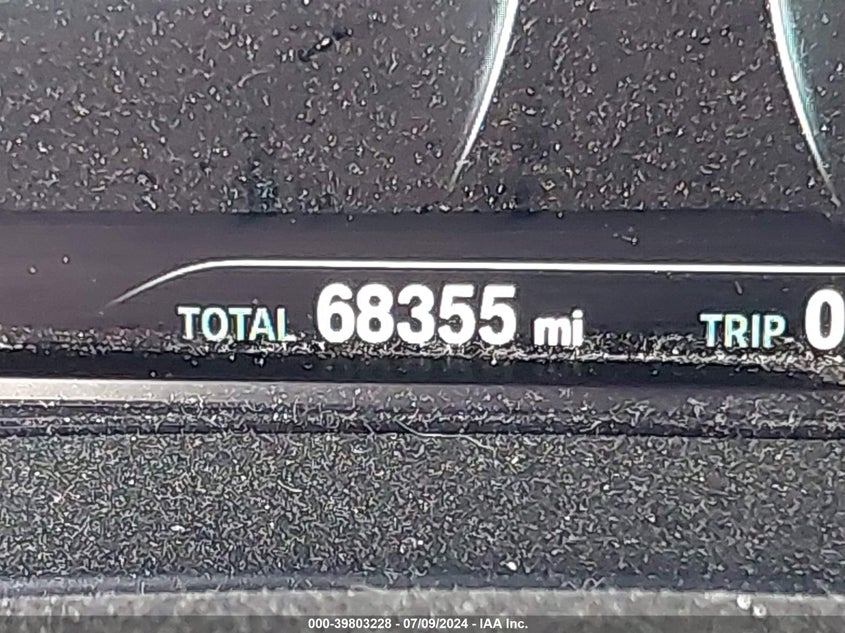 TOTAL 68355 mi TRIP 0
000-39803228 - 07/09/2024 - IAA Inc.